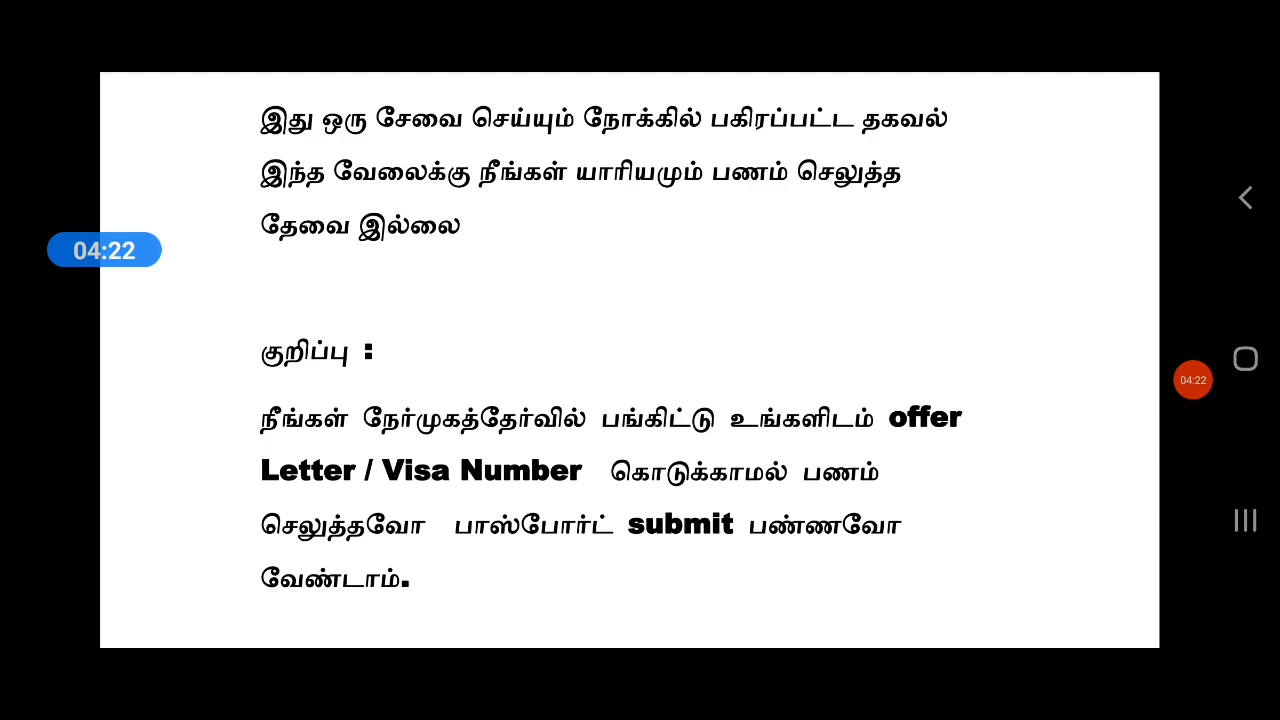 இது ஒரு சேவை செய்யும் நோக்கில் பகிரப்பட்ட தகவல்
இந்த வேலைக்கு நீங்கள் யாரியமும் பணம் செலுத்த
தேவை இல்லை
04:22
குறிப்பு :
04:22
நீங்கள் நேர்முகத்தேர்வில் பங்கிட்டு உங்களிடம் offer
Letter / Visa Number கொடுக்காமல் பணம்
செலுத்தவோ பாஸ்போர்ட் submit பண்ணவோ
வேண்டாம்.